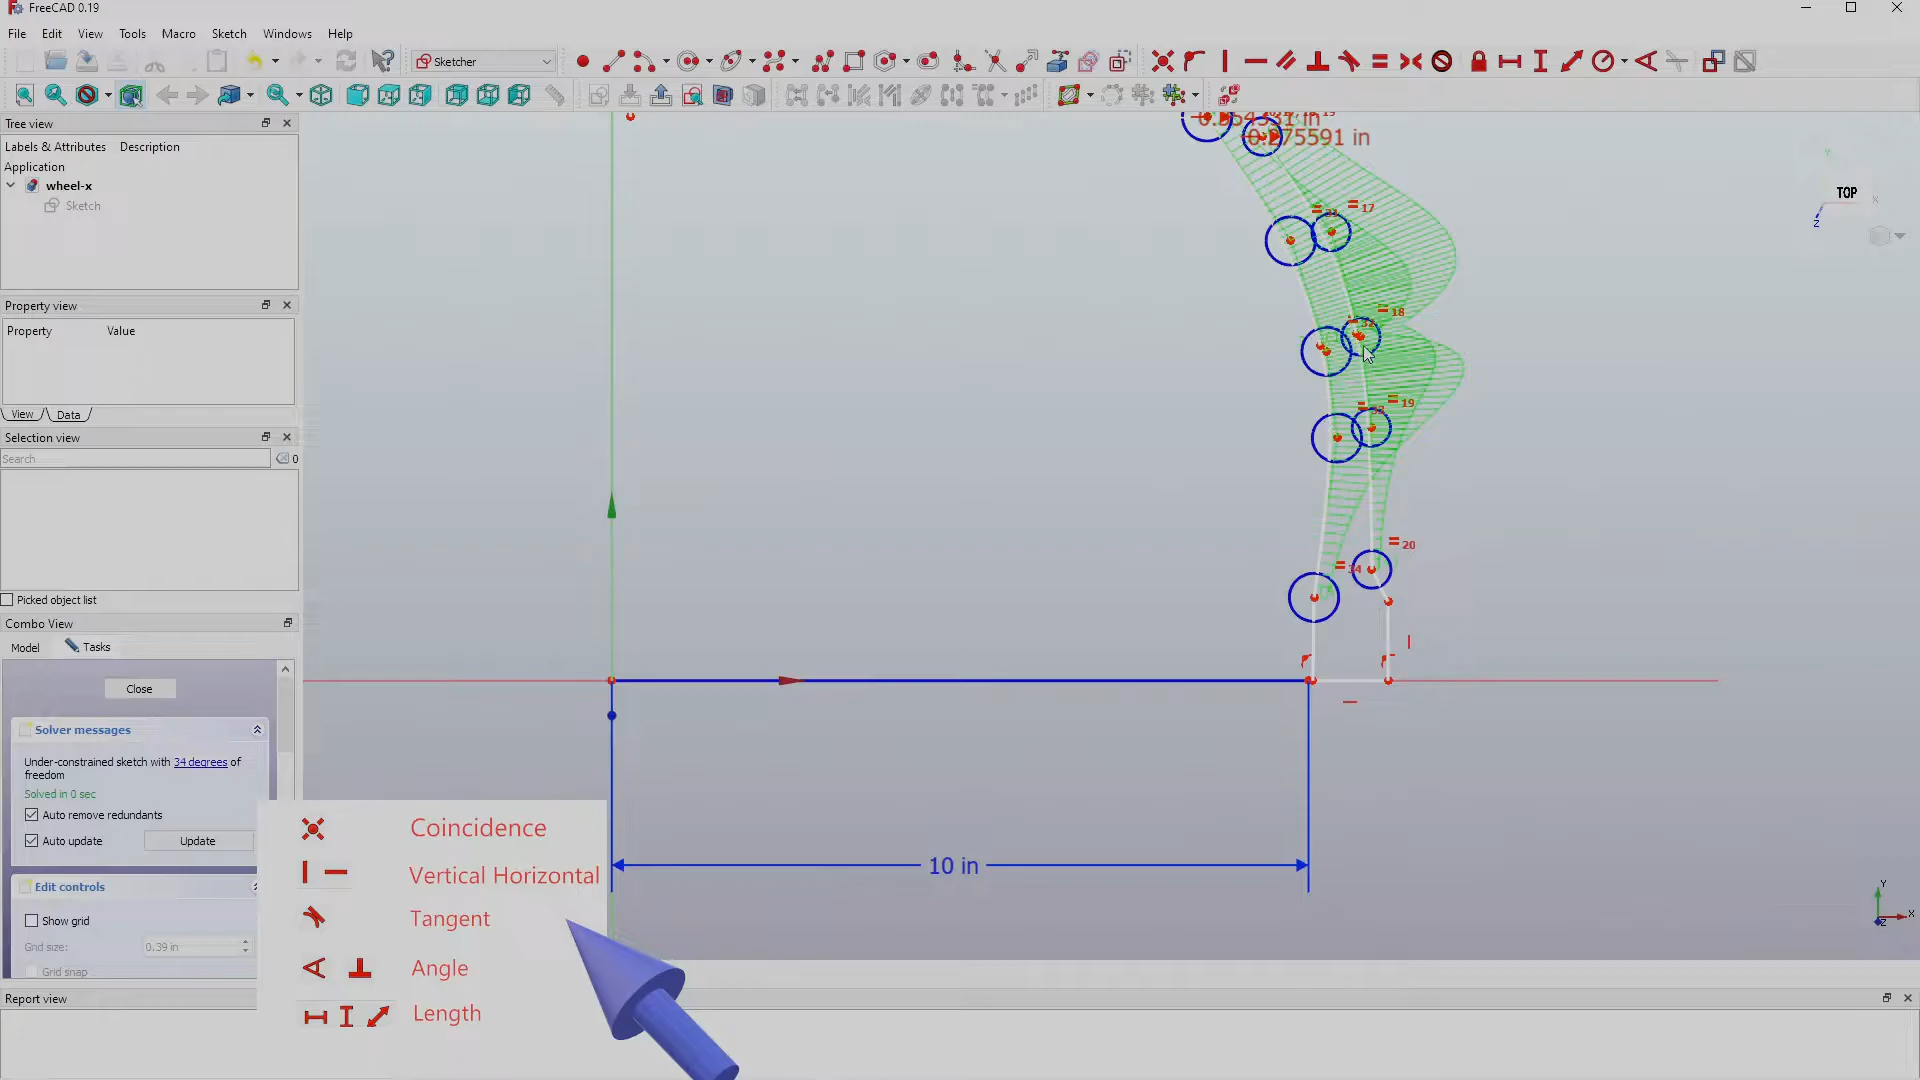 FreeCAD 0.19
File Edit View Tools Macro Sketch Windows Help
Sketcher
Tree view
Labels & Attributes Description
Application
wheel-x
Sketch
Property view
Property Value
View Data
Selection view
Search
0
Picked object list
Combo View
Model Tasks
Close
Solver messages
Under-constrained sketch with 34 degrees of
freedom
Solved in 0 sec
Auto remove redundants
Auto update Update
Edit controls
Show grid
Grid size: 0.39 in
Grid snap
Report view
Coincidence
Vertical Horizontal
Tangent
Angle
Length
10 in
17
18
32
19
33
20
34
TOP
X
Z
Y
X
Z